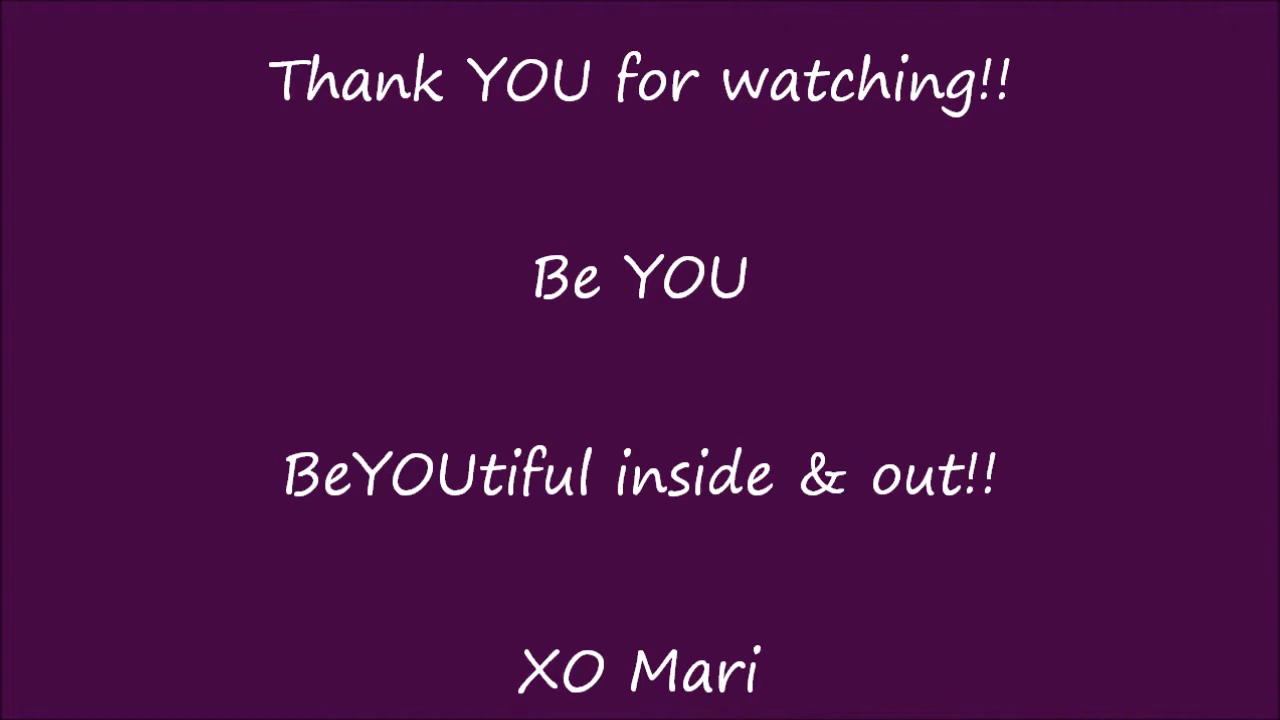 Thank YOU for watching!!
Be YOU
BeYOUtiful inside & out!!
XO Mari